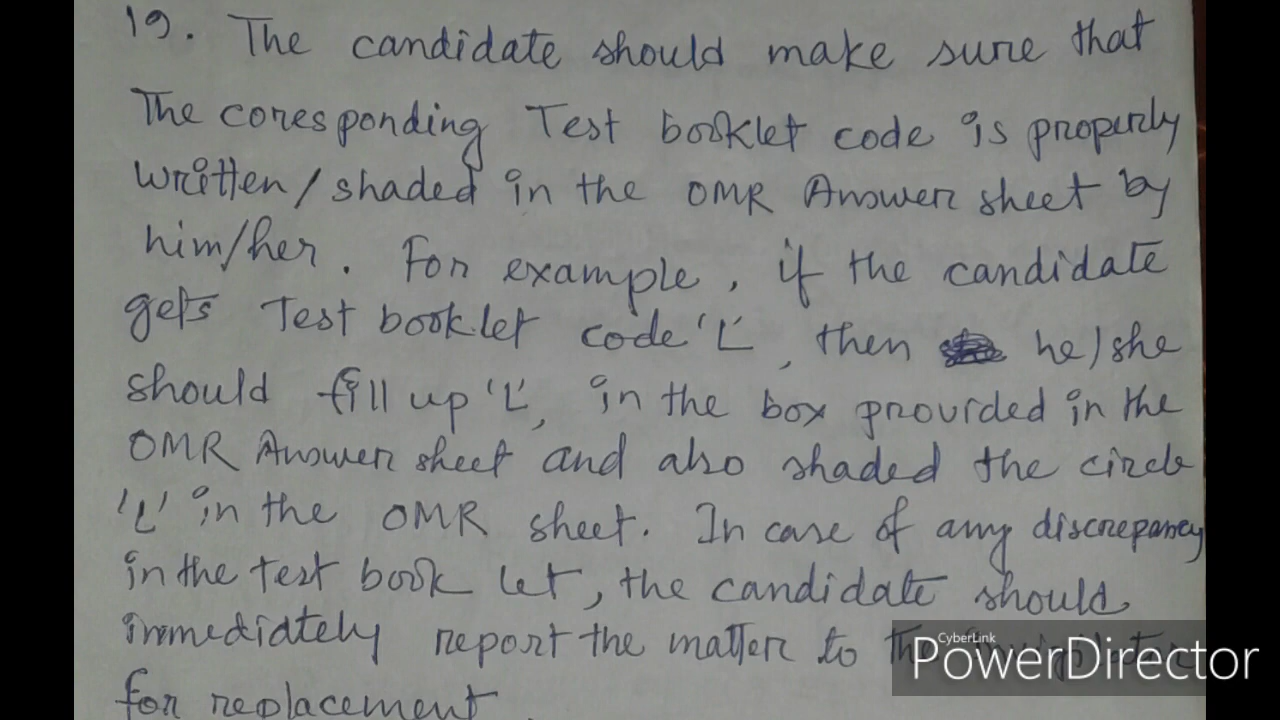 19. The candidate should make sure that
The coresponding Test booklet code is properly
written/shaded in the OMR Answer sheet by
him/her. For example, if the candidate
gets Test booklet code 'L', then he/she
should fill up 'L', in the box provided in the
OMR Answer sheet and also shaded the circle
'L' in the OMR sheet. In case of any discrepancy
in the test book let, the candidate should
immediately report the matter to the
for replacement.
CyberLink
PowerDirector